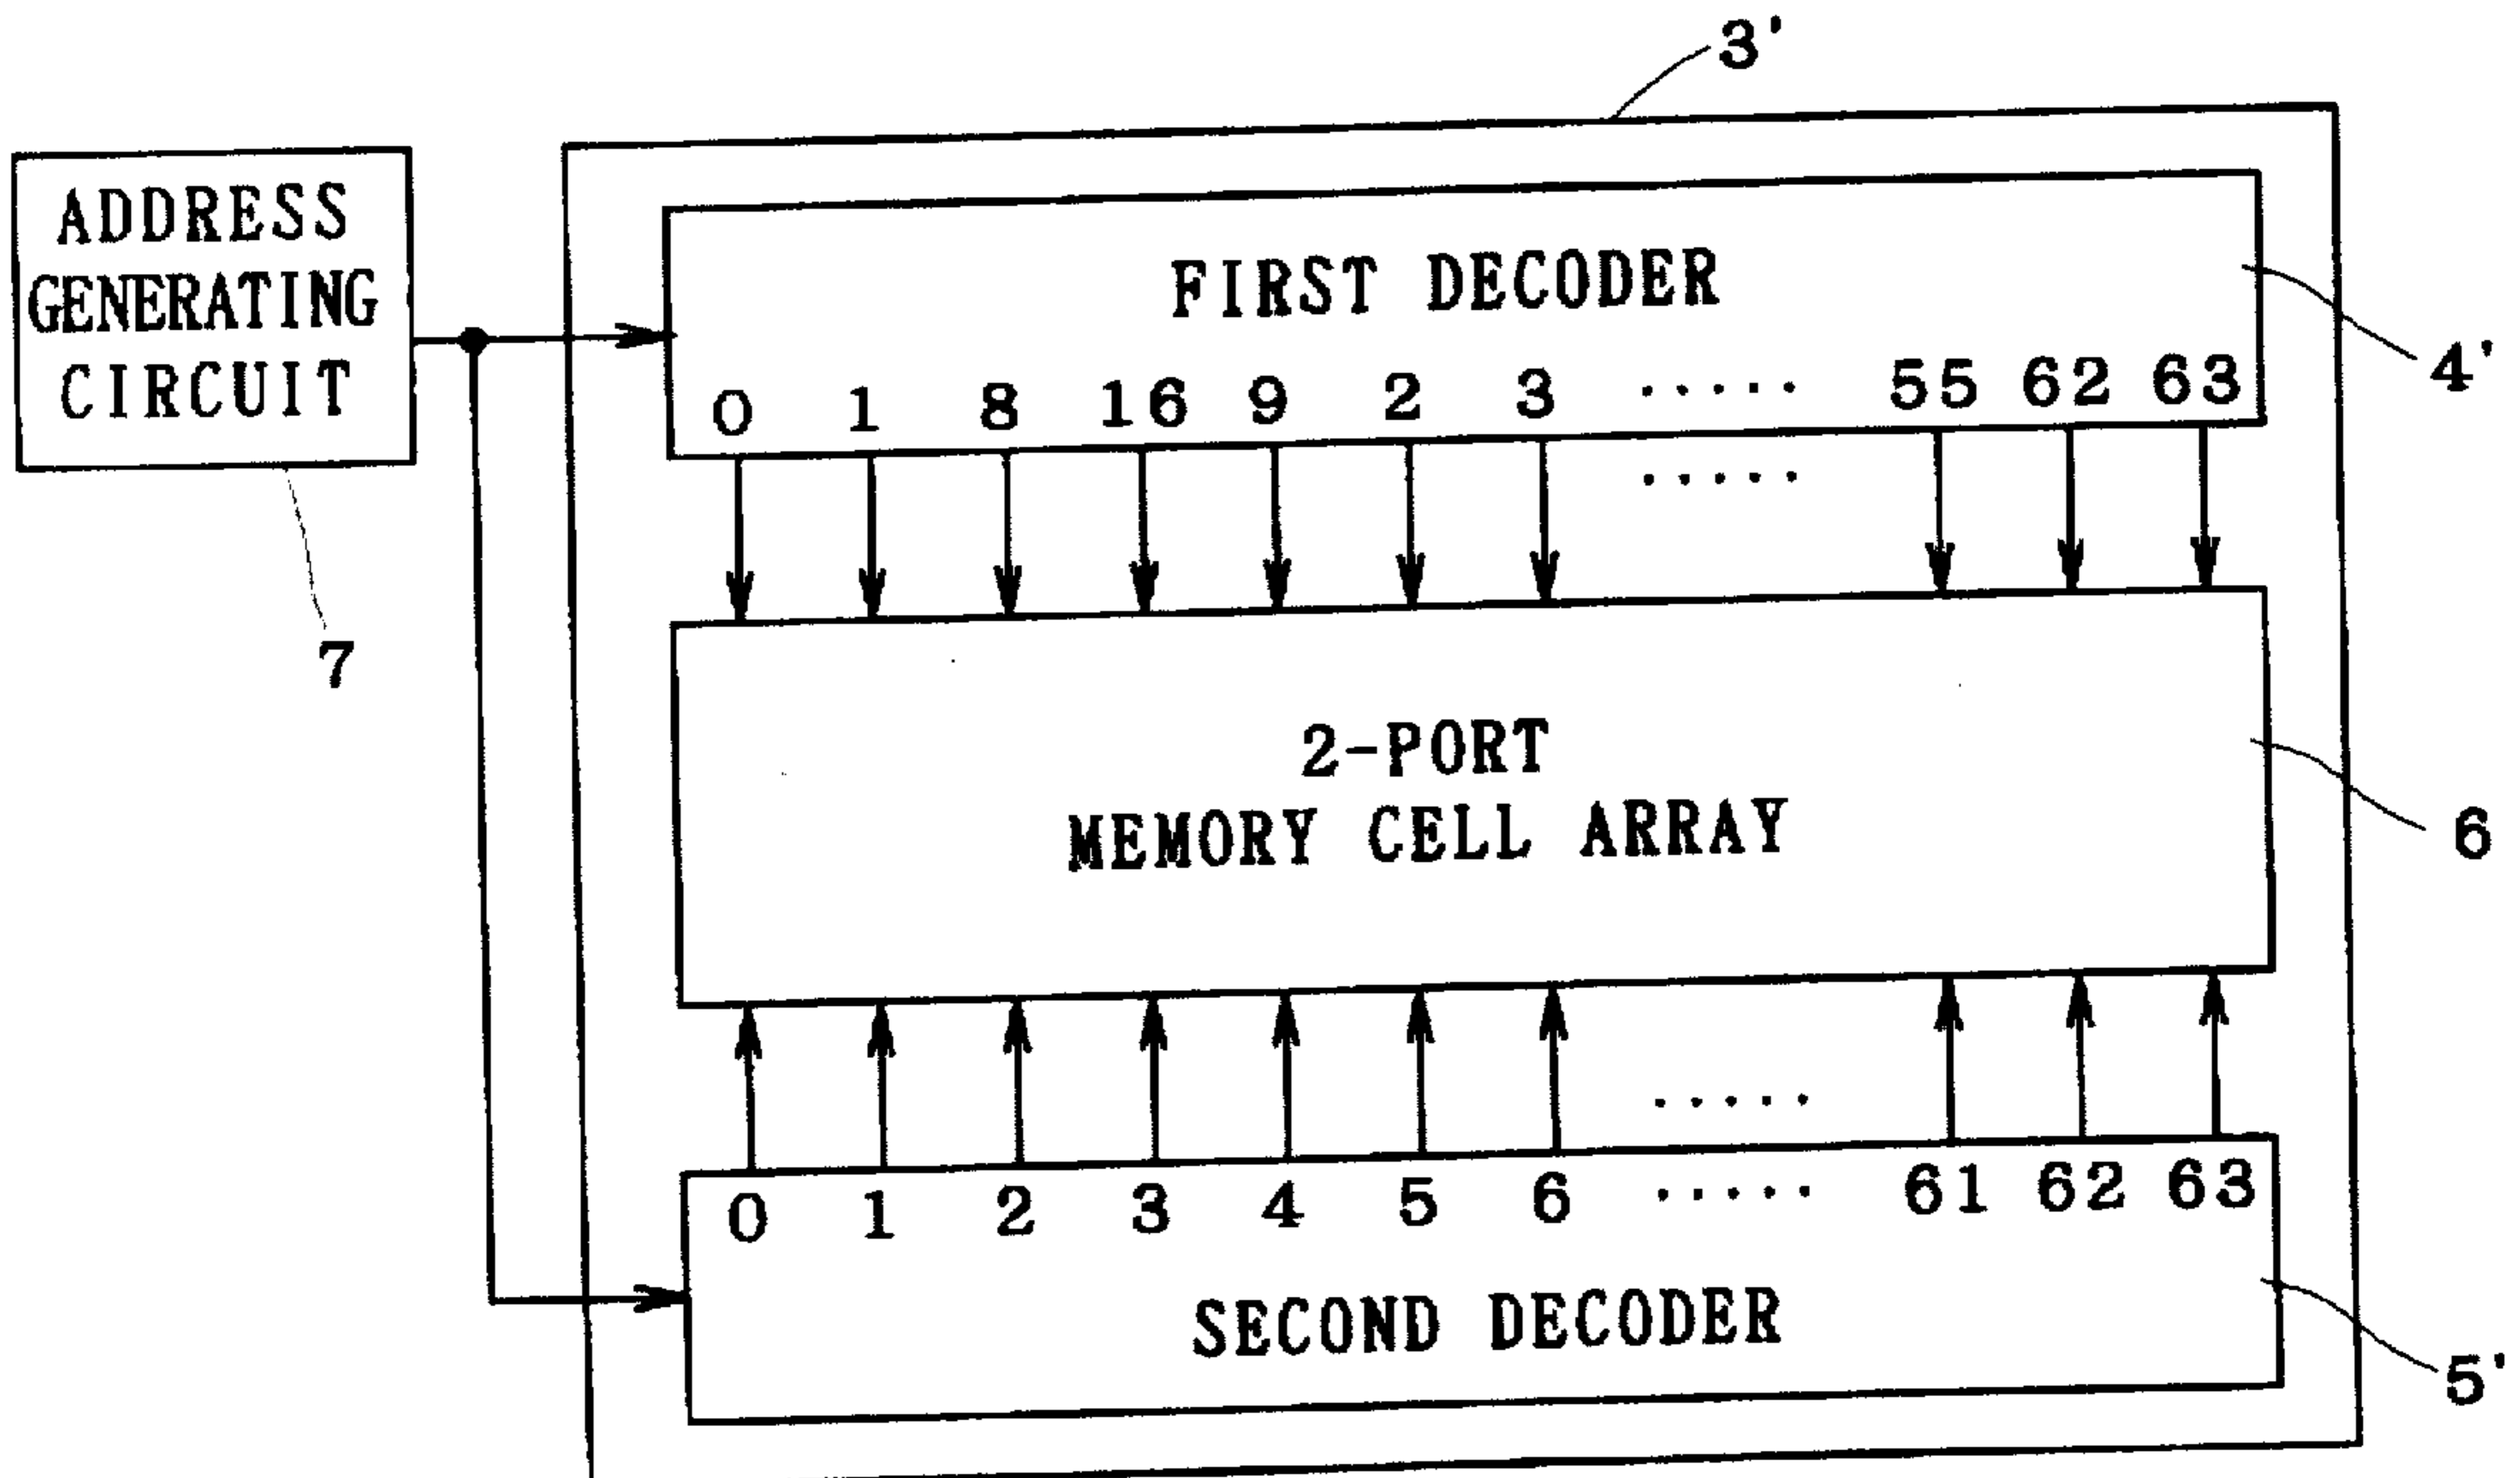 3'
ADDRESS
GENERATING
CIRCUIT
7
FIRST DECODER
4'
0 1 8 16 9 2 3 ..... 55 62 63
.....
2-PORT
MEMORY CELL ARRAY
6
.....
0 1 2 3 4 5 6 ..... 61 62 63
SECOND DECODER
5'